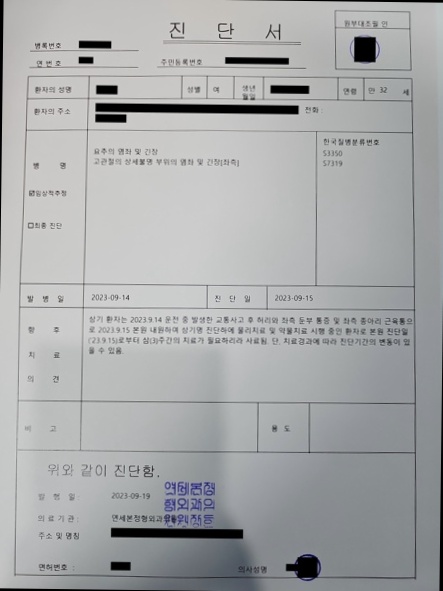 진 단 서
원부대조필 인
병록번호
연 번 호
주민등록번호
환자의 성명
성별 여
생년
월일
연령 만 32 세
환자의 주소
전화 :
병 명
☑임상적추정
☐최종 진단
요추의 염좌 및 긴장
고관절의 상세불명 부위의 염좌 및 긴장[좌측]
한국질병분류번호
S3350
S7319
발 병 일 2023-09-14 진 단 일 2023-09-15
향 후
치 료
의 견
상기 환자는 2023.9.14 운전 중 발생한 교통사고 후 허리와 좌측 둔부 통증 및 좌측 종아리 근육통으
로 2023.9.15 본원 내원하여 상기병 진단하에 물리치료 및 약물치료 시행 중인 환자로 본원 진단일
('23.9.15)로부터 삼(3)주간의 치료가 필요하리라 사료됨. 단, 치료경과에 따라 진단기간의 변동이 있
을 수 있음.
비 고
용 도
위와 같이 진단함.
발 행 일 2023-09-19
의료기관 : 연세본정형외과
주소 및 명칭
면허번호 :
의사성명